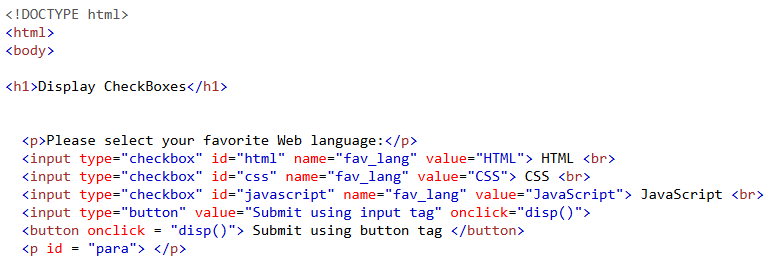 <!DOCTYPE html>
<html>
<body>
<h1>Display CheckBoxes</h1>
<p>Please select your favorite Web language:</p>
<input type="checkbox" id="html" name="fav_lang" value="HTML"> HTML <br>
<input type="checkbox" id="css" name="fav_lang" value="CSS"> CSS <br>
<input type="checkbox" id="javascript" name="fav_lang" value="JavaScript"> JavaScript <br>
<input type="button" value="Submit using input tag" onclick="disp()">
<button onclick = "disp()"> Submit using button tag </button>
<p id = "para"> </p>